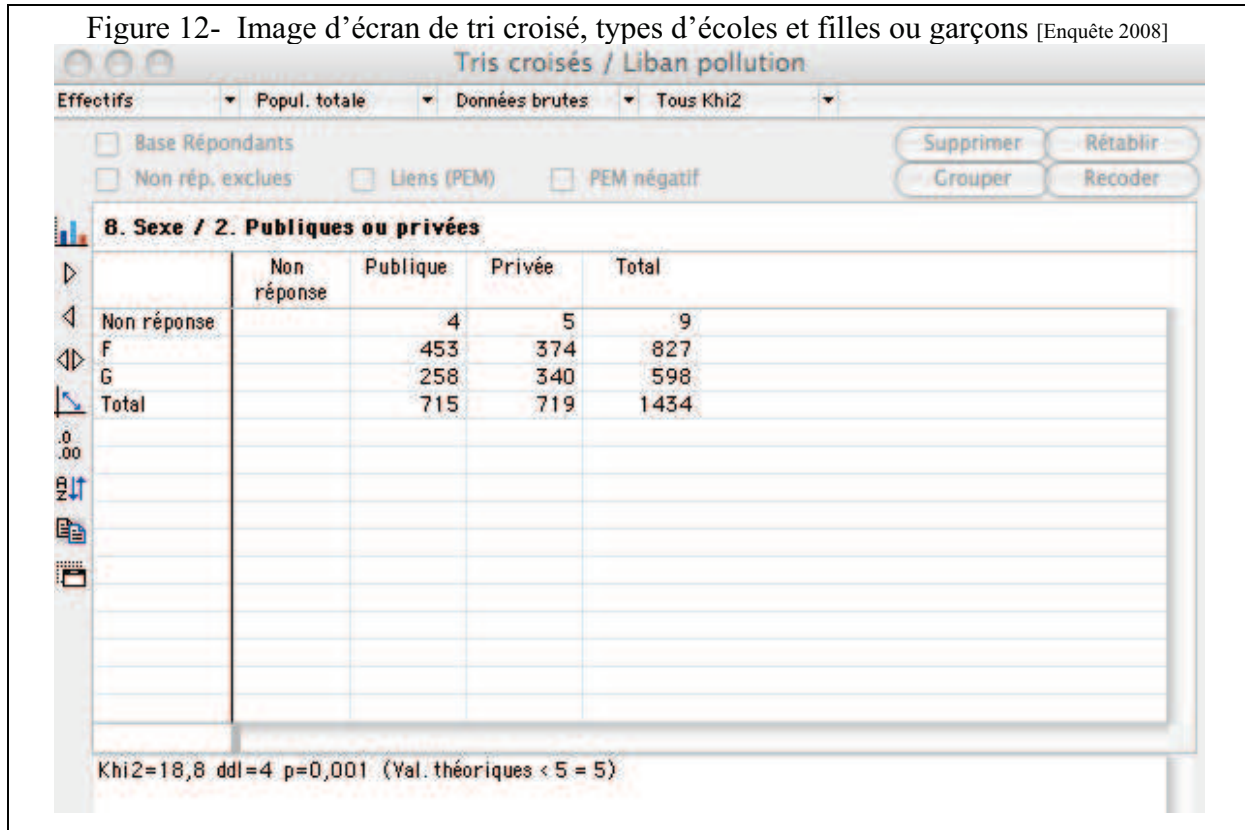 Figure 12- Image d’écran de tri croisé, types d’écoles et filles ou garçons [Enquête 2008]
Tris croisés / Liban pollution
Effectifs Popul. totale Données brutes Tous Khi2
Base Répondants Supprimer Rétablir
Non rép. exclues Liens (PEM) PEM négatif Grouper Recoder
8. Sexe / 2. Publiques ou privées
Non réponse Publique Privée Total
Non réponse 4 5 9
F 453 374 827
G 258 340 598
Total 715 719 1434
.0
.00
A
Z
Khi2=18,8 ddl=4 p=0,001 (Val. théoriques < 5 = 5)